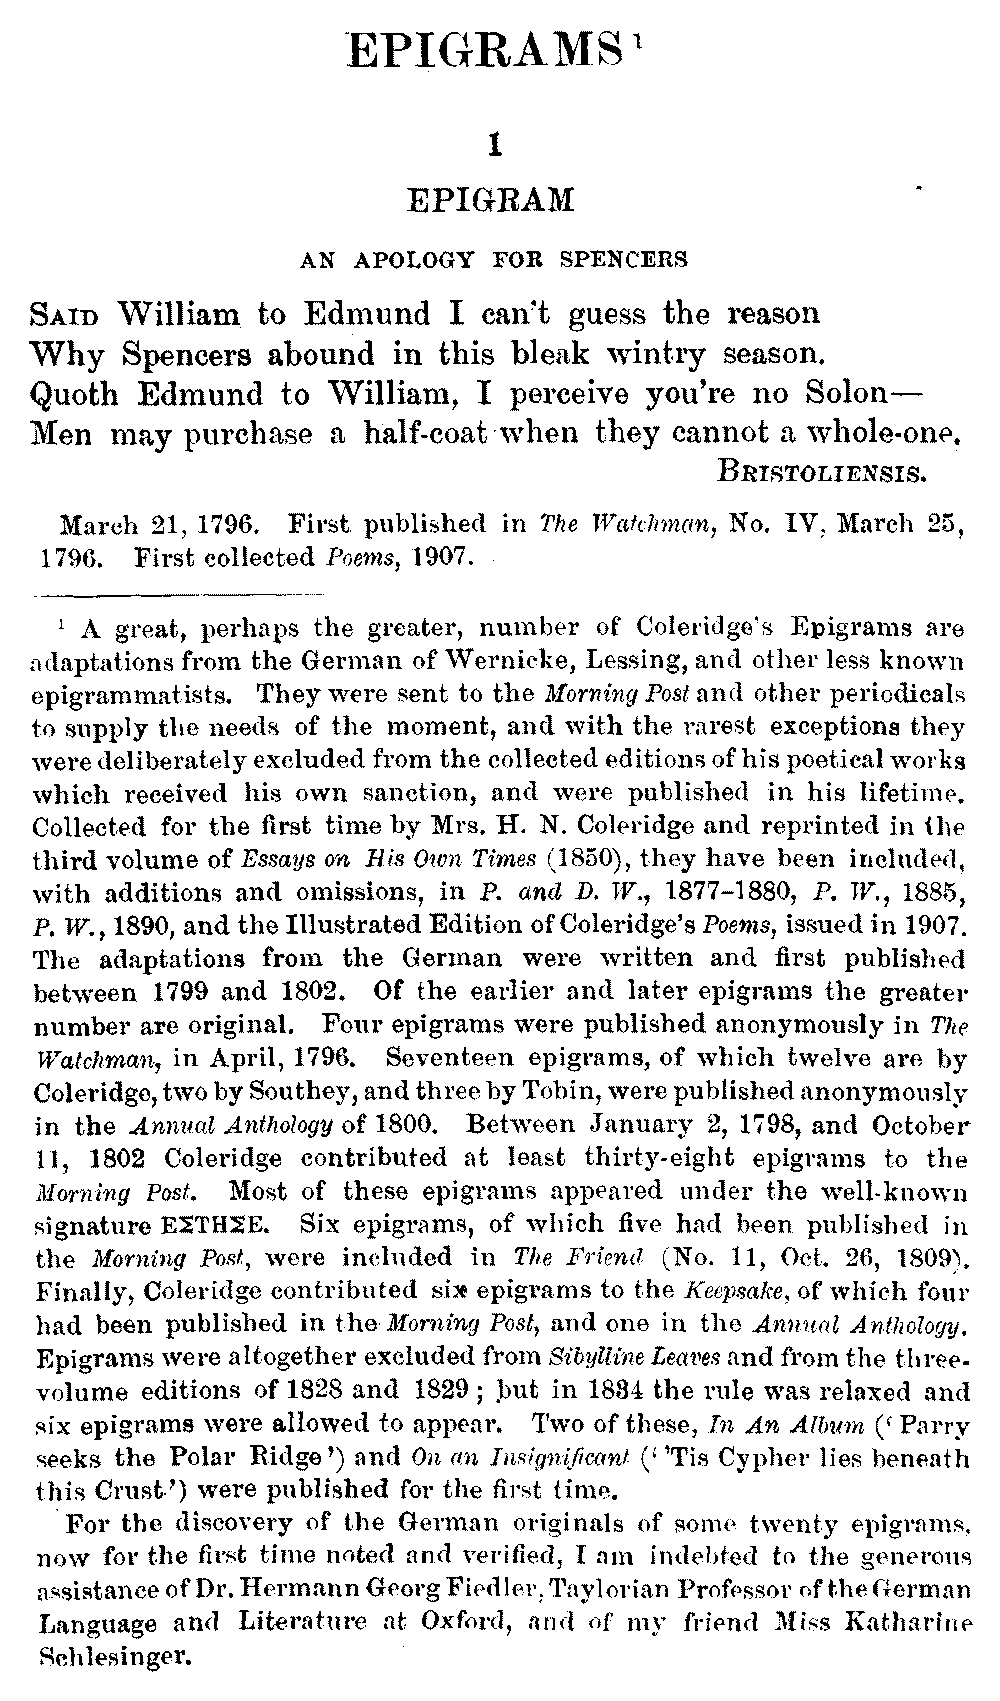 EPIGRAMS¹
1
EPIGRAM
AN APOLOGY FOR SPENCERS
SAID William to Edmund I can't guess the reason
Why Spencers abound in this bleak wintry season.
Quoth Edmund to William, I perceive you're no Solon—
Men may purchase a half-coat when they cannot a whole-one.
BRISTOLIENSIS.
March 21, 1796. First published in The Watchman, No. IV, March 25,
1796. First collected Poems, 1907.
¹ A great, perhaps the greater, number of Coleridge's Epigrams are
adaptations from the German of Wernicke, Lessing, and other less known
epigrammatists. They were sent to the Morning Post and other periodicals
to supply the needs of the moment, and with the rarest exceptions they
were deliberately excluded from the collected editions of his poetical works
which received his own sanction, and were published in his lifetime.
Collected for the first time by Mrs. H. N. Coleridge and reprinted in the
third volume of Essays on His Own Times (1850), they have been included,
with additions and omissions, in P. and D. W., 1877-1880, P. W., 1885,
P. W., 1890, and the Illustrated Edition of Coleridge's Poems, issued in 1907.
The adaptations from the German were written and first published
between 1799 and 1802. Of the earlier and later epigrams the greater
number are original. Four epigrams were published anonymously in The
Watchman, in April, 1796. Seventeen epigrams, of which twelve are by
Coleridge, two by Southey, and three by Tobin, were published anonymously
in the Annual Anthology of 1800. Between January 2, 1798, and October
11, 1802 Coleridge contributed at least thirty-eight epigrams to the
Morning Post. Most of these epigrams appeared under the well-known
signature ΕΣΤΗΣΕ. Six epigrams, of which five had been published in
the Morning Post, were included in The Friend (No. 11, Oct. 26, 1809).
Finally, Coleridge contributed six epigrams to the Keepsake, of which four
had been published in the Morning Post, and one in the Annual Anthology.
Epigrams were altogether excluded from Sibylline Leaves and from the three-
volume editions of 1828 and 1829 ; but in 1834 the rule was relaxed and
six epigrams were allowed to appear. Two of these, In An Album (‘ Parry
seeks the Polar Ridge ’) and On an Insignificant (‘ ’Tis Cypher lies beneath
this Crust ’) were published for the first time.
For the discovery of the German originals of some twenty epigrams,
now for the first time noted and verified, I am indebted to the generous
assistance of Dr. Hermann Georg Fiedler, Taylorian Professor of the German
Language and Literature at Oxford, and of my friend Miss Katharine
Schlesinger.